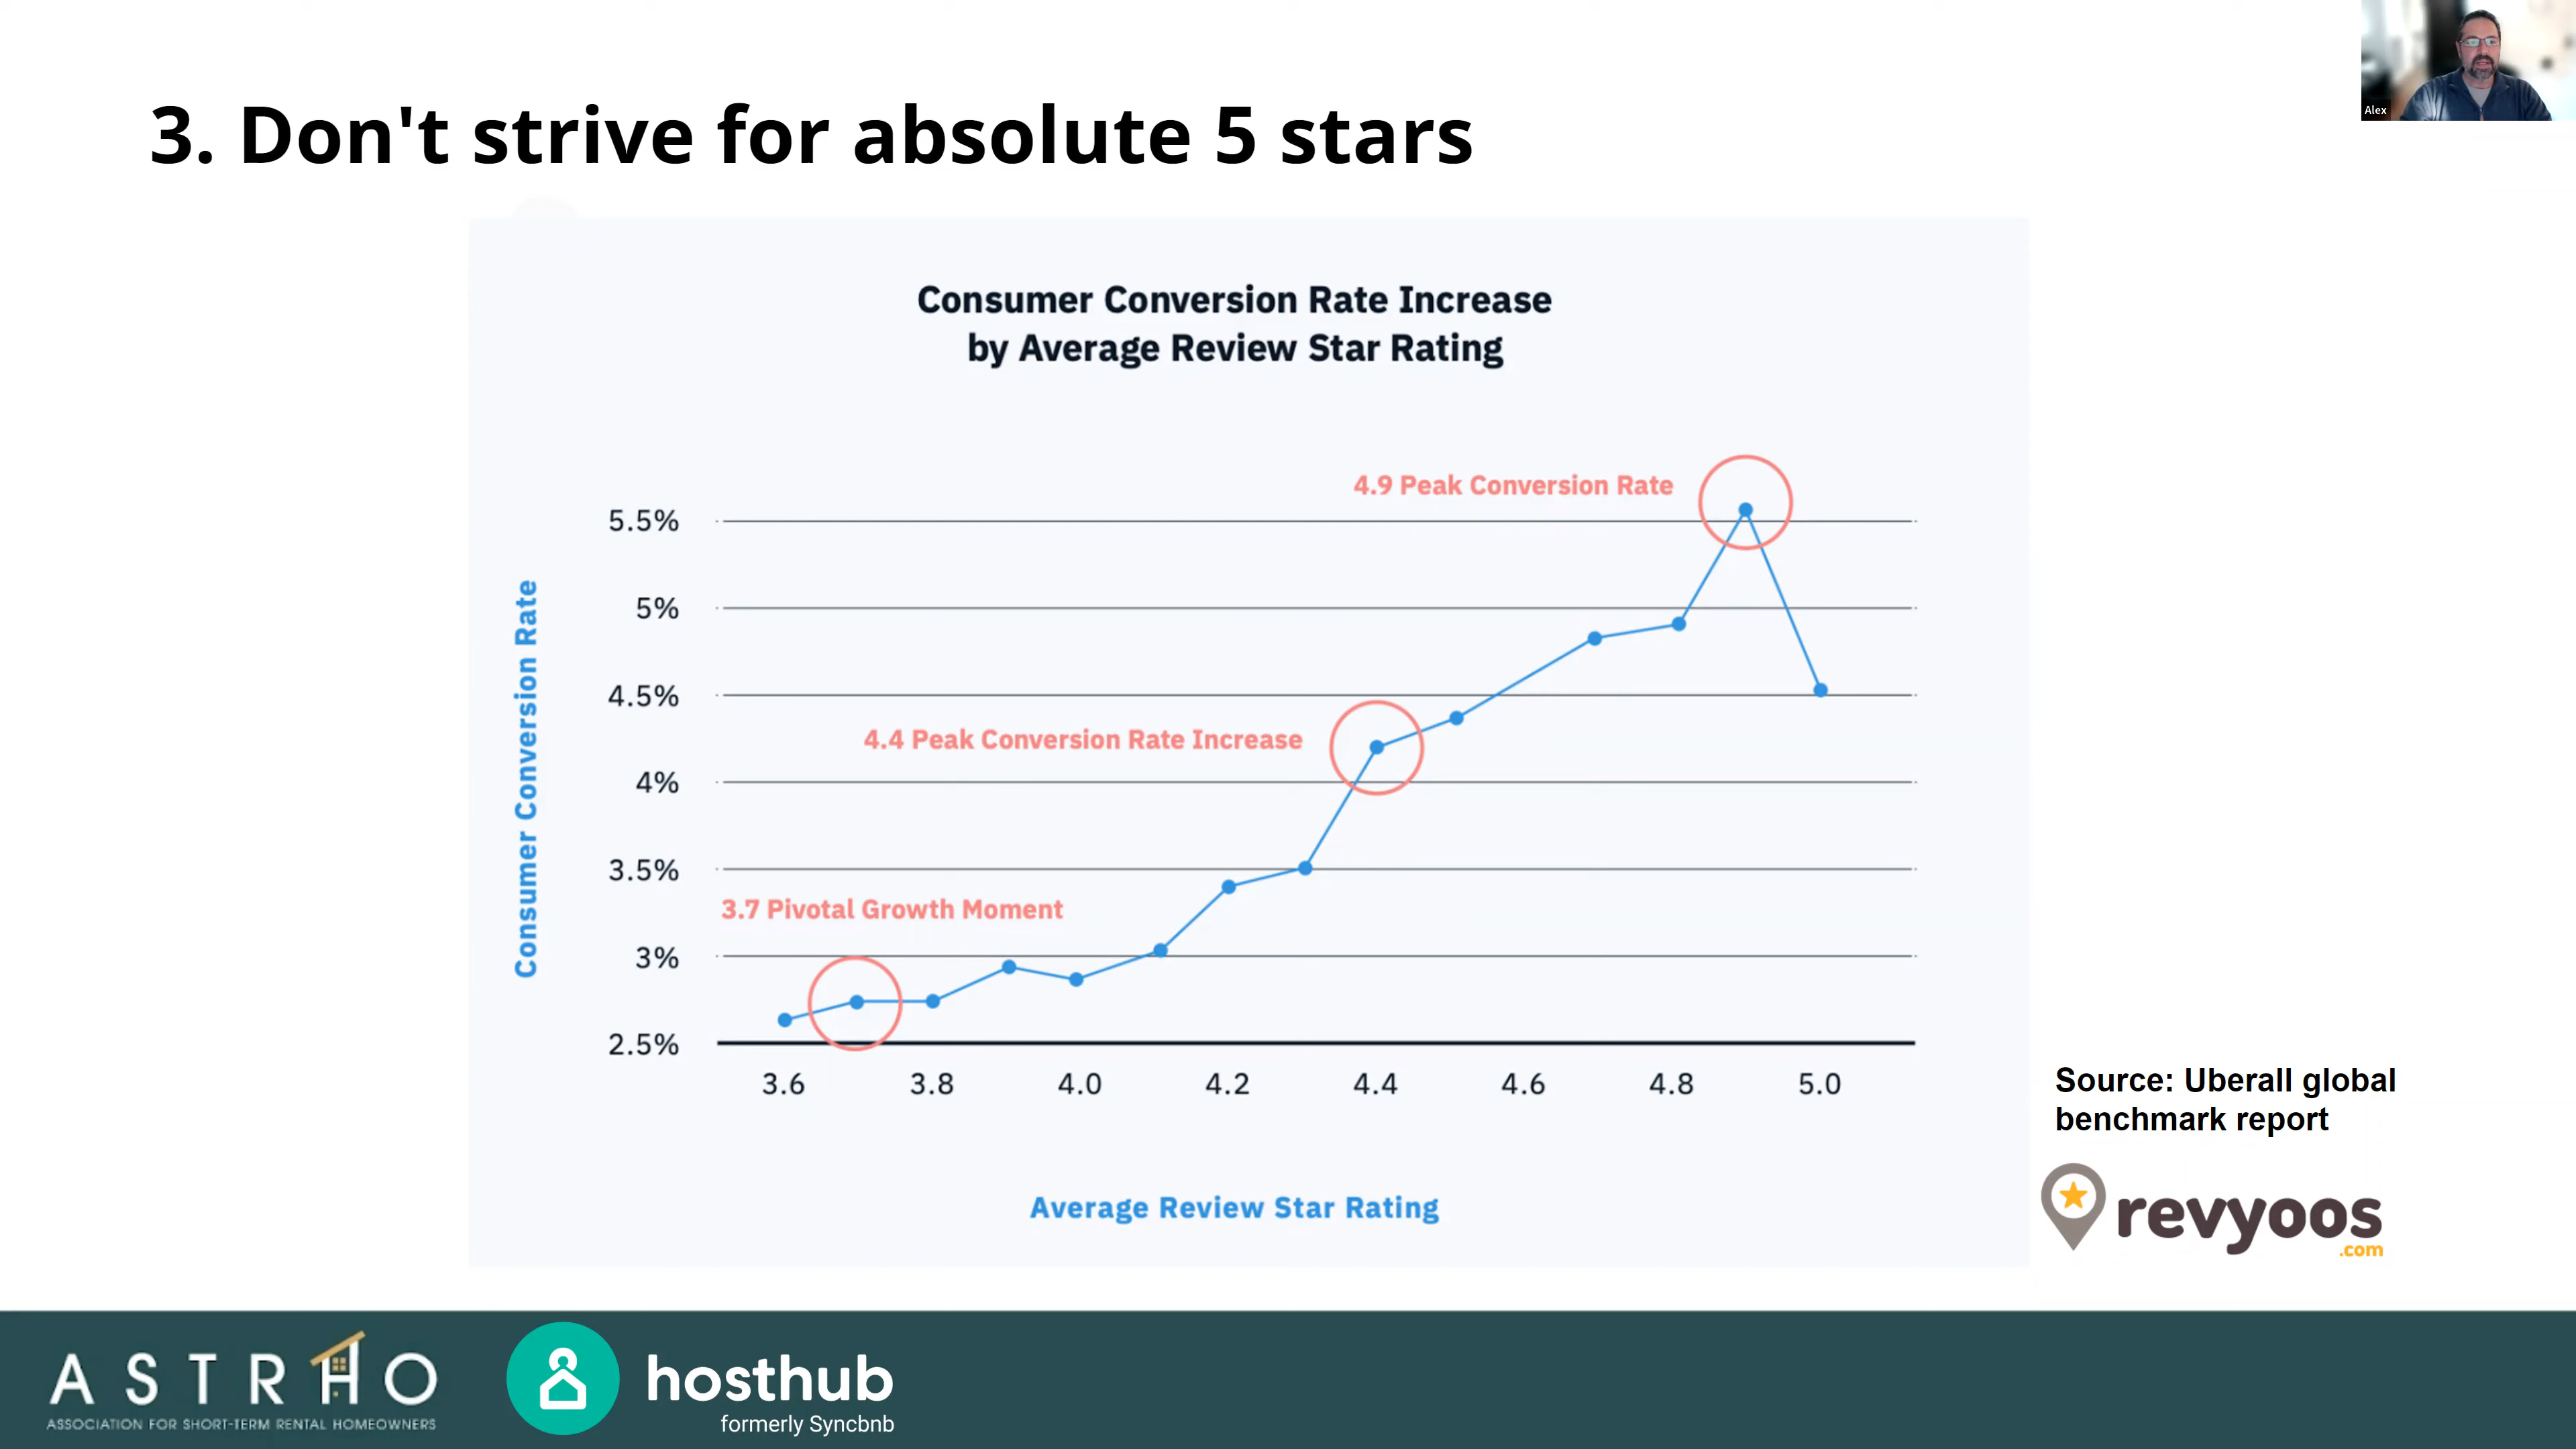 3. Don't strive for absolute 5 stars
Alex
Consumer Conversion Rate Increase
by Average Review Star Rating
4.9 Peak Conversion Rate
4.4 Peak Conversion Rate Increase
3.7 Pivotal Growth Moment
Consumer Conversion Rate
5.5%
5%
4.5%
4%
3.5%
3%
2.5%
3.6 3.8 4.0 4.2 4.4 4.6 4.8 5.0
Average Review Star Rating
Source: Uberall global
benchmark report
revyoos
.com
ASTRHO
ASSOCIATION FOR SHORT-TERM RENTAL HOMEOWNERS
hosthub
formerly Syncbnb